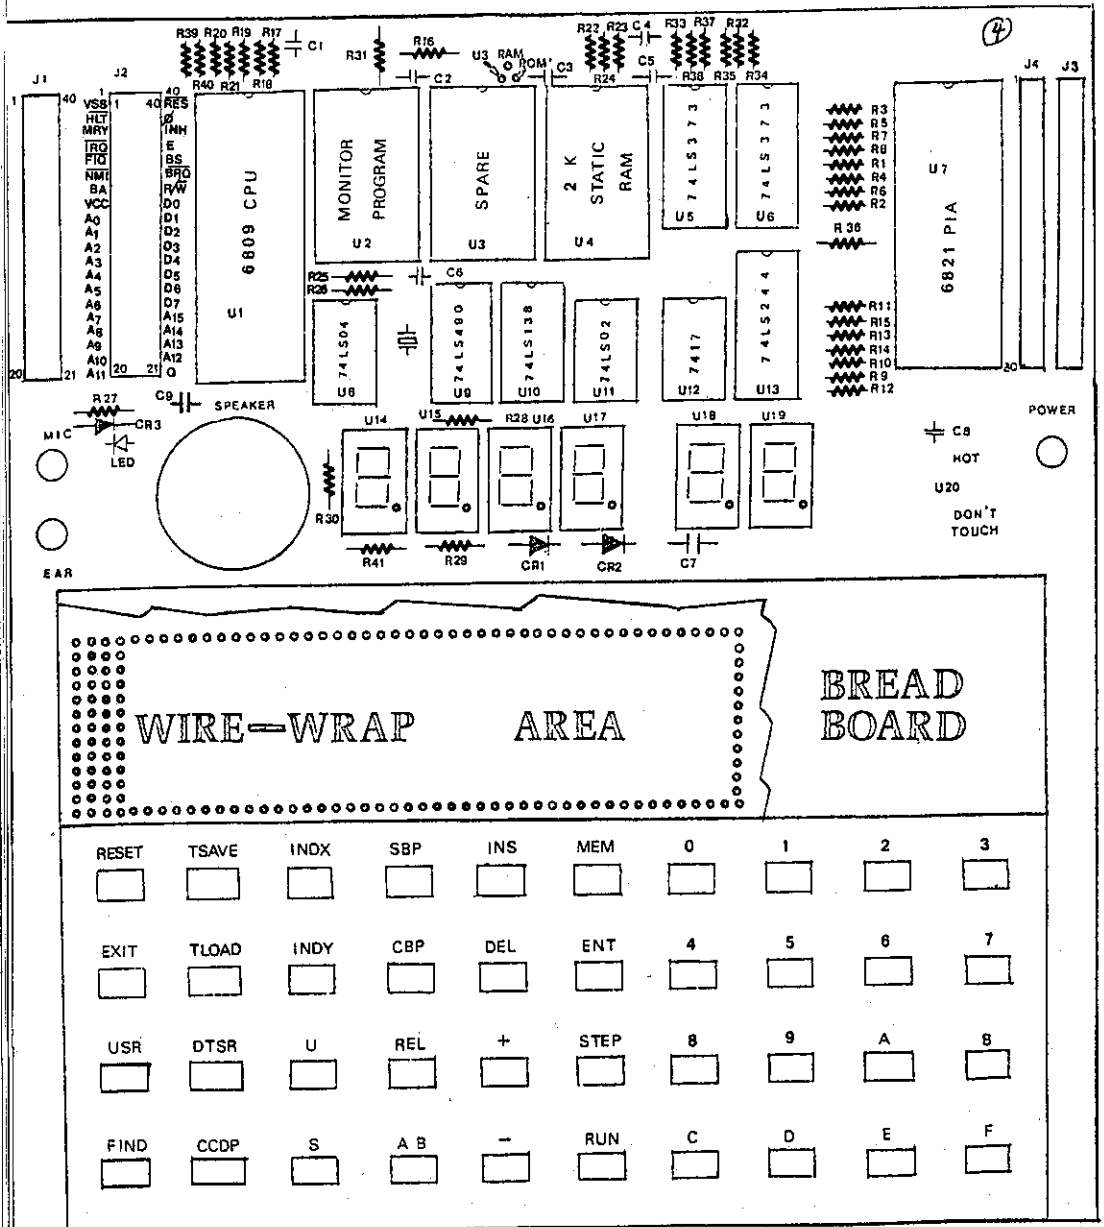 R39 R20 R19 R17
R40 R21 R18
C1
R31
R16
C2
U3 RAM
ROM
C3
R22 R23 C4 R33 R37 R32
R24 C5 R38 R35 R34
4
J1
1 40
20 21
J2
1 40
VSS 1 40 RES
HLT Ø
MRY INH
IRQ E
FIQ BS
NMI BRQ
BA R/W
VCC D0
A0 D1
A1 D2
A2 D3
A3 D4
A4 D5
A5 D6
A6 D7
A7 A15
A8 A14
A9 A13
A10 A12
A11 20 21 Q
6809 CPU
U1
MONITOR
PROGRAM
U2
SPARE
U3
2 K
STATIC
RAM
U4
74LS373
U5
74LS373
U6
R3
R5
R7
R8
R1
R4
R6
R2
R36
R11
R15
R13
R14
R10
R9
R12
U7
6821 PIA
J4 J3
1
R25
R26
C6
74LS04
U8
74LS490
U9
74LS138
U10
74LS02
U11
7417
U12
74LS244
U13
R27
C9
SPEAKER
MIC
CR3
LED
EAR
R30
U14 U15 R28 U16 U17 U18 U19
R41 R29 CR1 CR2 C7
POWER
C8
HOT
U20
DON'T
TOUCH
WIRE-WRAP AREA
BREAD
BOARD
RESET TSAVE INDX SBP INS MEM 0 1 2 3
EXIT TLOAD INDY CBP DEL ENT 4 5 6 7
USR DTSR U REL + STEP 8 9 A B
FIND CCDP S A B - RUN C D E F